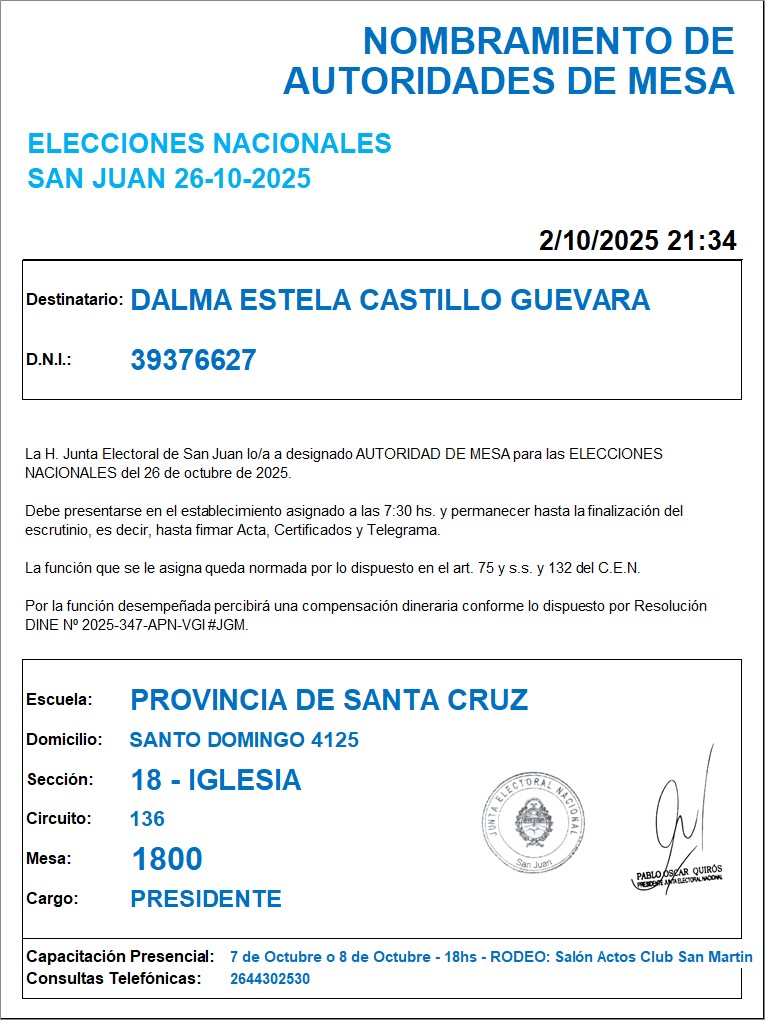 NOMBRAMIENTO DE
AUTORIDADES DE MESA
ELECCIONES NACIONALES
SAN JUAN 26-10-2025
2/10/2025 21:34
Destinatario: DALMA ESTELA CASTILLO GUEVARA
D.N.I.: 39376627
La H. Junta Electoral de San Juan lo/a a designado AUTORIDAD DE MESA para las ELECCIONES
NACIONALES del 26 de octubre de 2025.
Debe presentarse en el establecimiento asignado a las 7:30 hs. y permanecer hasta la finalización del
escrutinio, es decir, hasta firmar Acta, Certificados y Telegrama.
La función que se le asigna queda normada por lo dispuesto en el art. 75 y s.s. y 132 del C.E.N.
Por la función desempeñada percibirá una compensación dineraria conforme lo dispuesto por Resolución
DINE Nº 2025-347-APN-VGI#JGM.
Escuela: PROVINCIA DE SANTA CRUZ
Domicilio: SANTO DOMINGO 4125
Sección: 18 - IGLESIA
Circuito: 136
Mesa: 1800
Cargo: PRESIDENTE
JUNTA ELECTORAL NACIONAL
San Juan
PABLO OSCAR QUIRÓS
PRESIDENTE JUNTA ELECTORAL NACIONAL
Capacitación Presencial: 7 de Octubre o 8 de Octubre - 18hs - RODEO: Salón Actos Club San Martin
Consultas Telefónicas: 2644302530